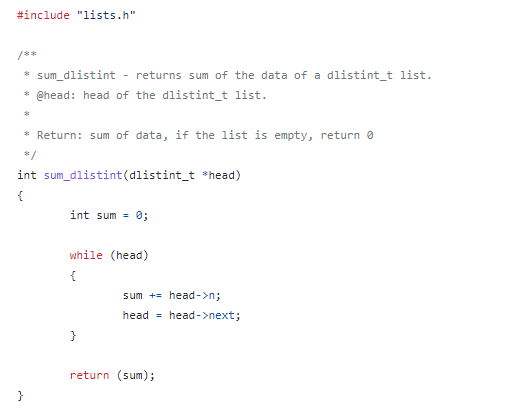 #include "lists.h"

/**
 * sum_dlistint - returns sum of the data of a dlistint_t list.
 * @head: head of the dlistint_t list.
 *
 * Return: sum of data, if the list is empty, return 0
 */
int sum_dlistint(dlistint_t *head)
{
	int sum = 0;

	while (head)
	{
		sum += head->n;
		head = head->next;
	}

	return (sum);
}